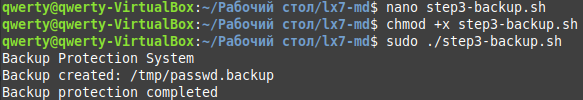 qwerty@qwerty-VirtualBox:~/Рабочий стол/lx7-md$ nano step3-backup.sh
qwerty@qwerty-VirtualBox:~/Рабочий стол/lx7-md$ chmod +x step3-backup.sh
qwerty@qwerty-VirtualBox:~/Рабочий стол/lx7-md$ sudo ./step3-backup.sh
Backup Protection System
Backup created: /tmp/passwd.backup
Backup protection completed